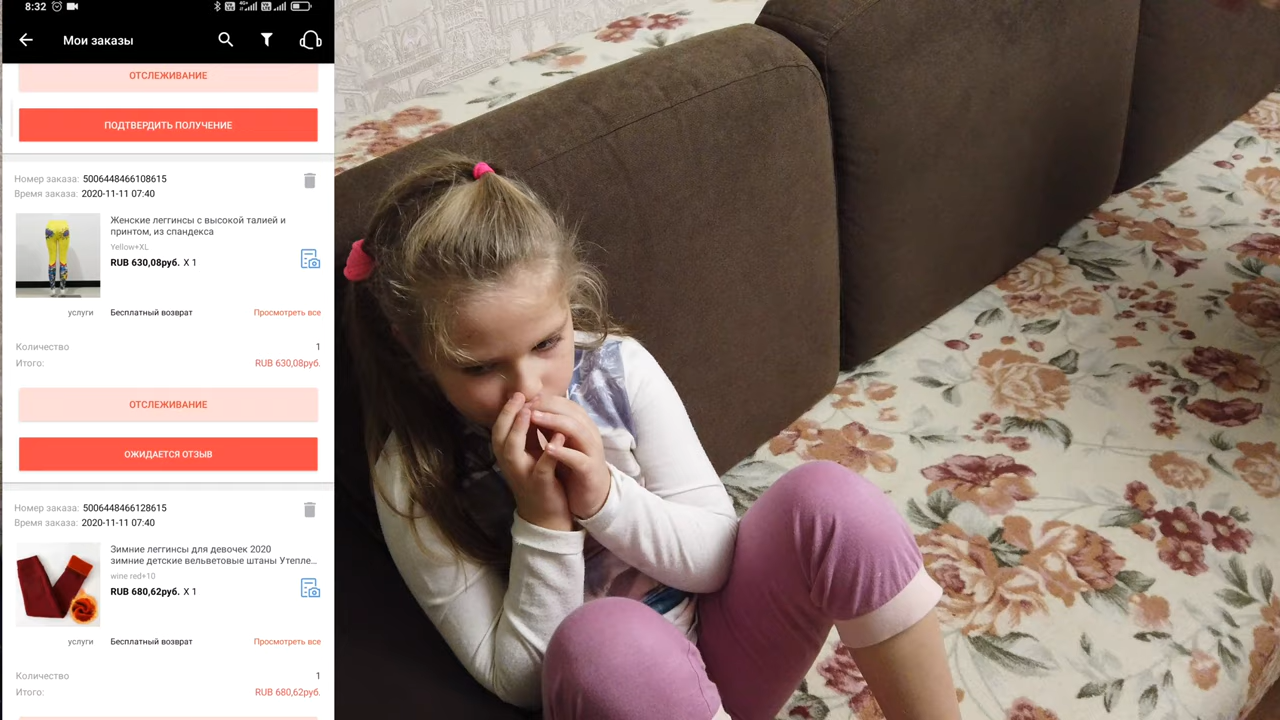 8:32
Мои заказы
ОТСЛЕЖИВАНИЕ
ПОДТВЕРДИТЬ ПОЛУЧЕНИЕ
Номер заказа: 5006448466108615
Время заказа: 2020-11-11 07:40
Женские леггинсы с высокой талией и
принтом, из спандекса
Yellow+XL
RUB 630,08руб. X 1
услуги Бесплатный возврат Просмотреть все
Количество 1
Итого: RUB 630,08руб.
ОТСЛЕЖИВАНИЕ
ОЖИДАЕТСЯ ОТЗЫВ
Номер заказа: 5006448466128615
Время заказа: 2020-11-11 07:40
Зимние леггинсы для девочек 2020
зимние детские вельветовые штаны Утепле...
wine red+10
RUB 680,62руб. X 1
услуги Бесплатный возврат Просмотреть все
Количество 1
Итого: RUB 680,62руб.